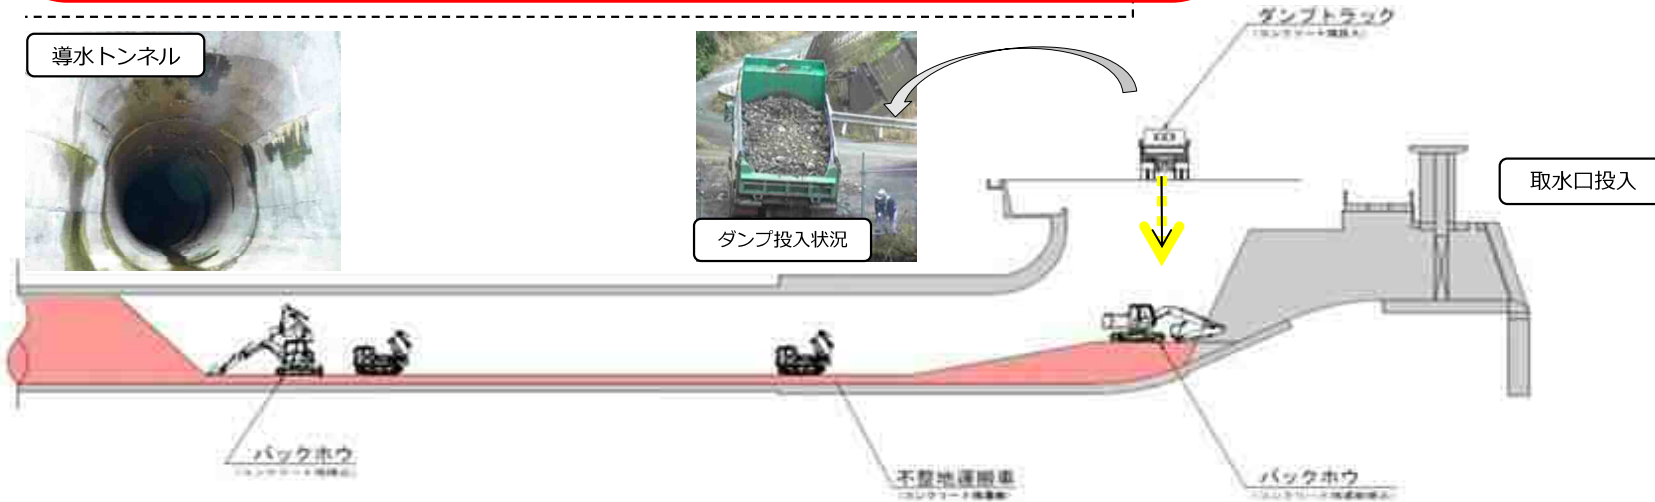 ダンプトラック
導水トンネル
取水口投入
ダンプ投入状況
バックホウ
不整地運搬車
バックホウ